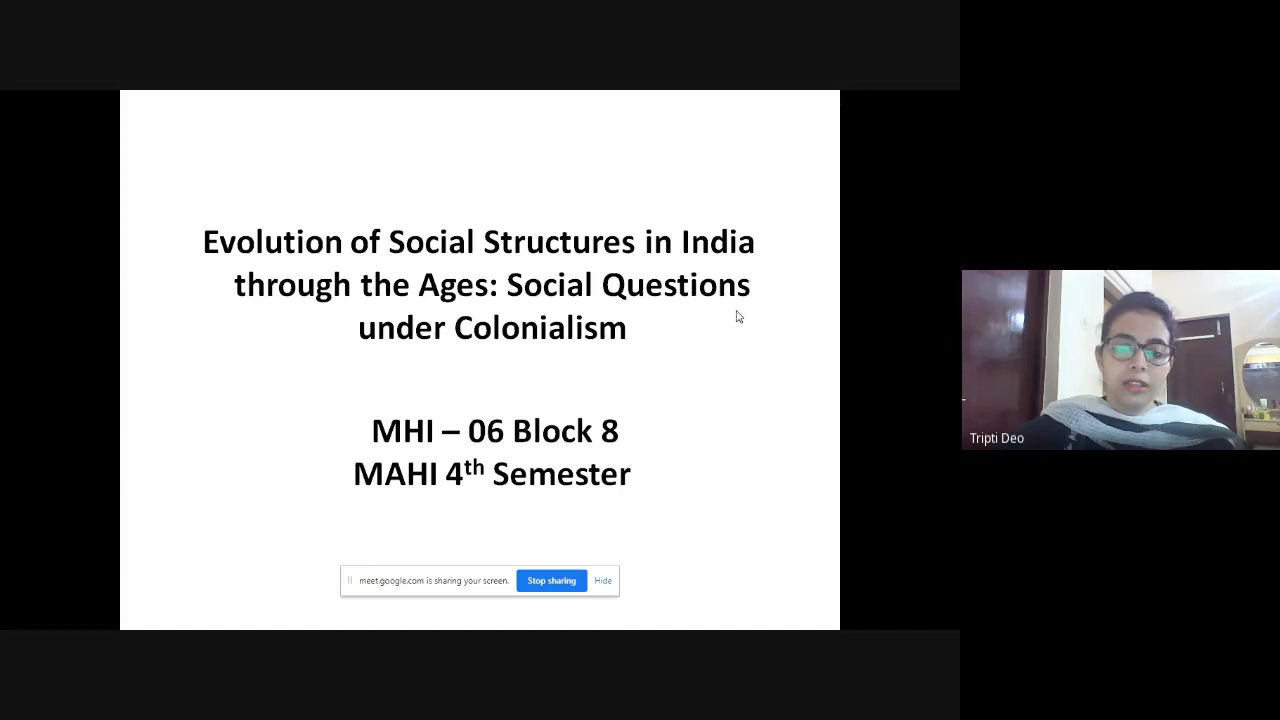 Evolution of Social Structures in India
through the Ages: Social Questions
under Colonialism
MHI – 06 Block 8
MAHI 4th Semester
meet.google.com is sharing your screen. Stop sharing Hide
Tripti Deo